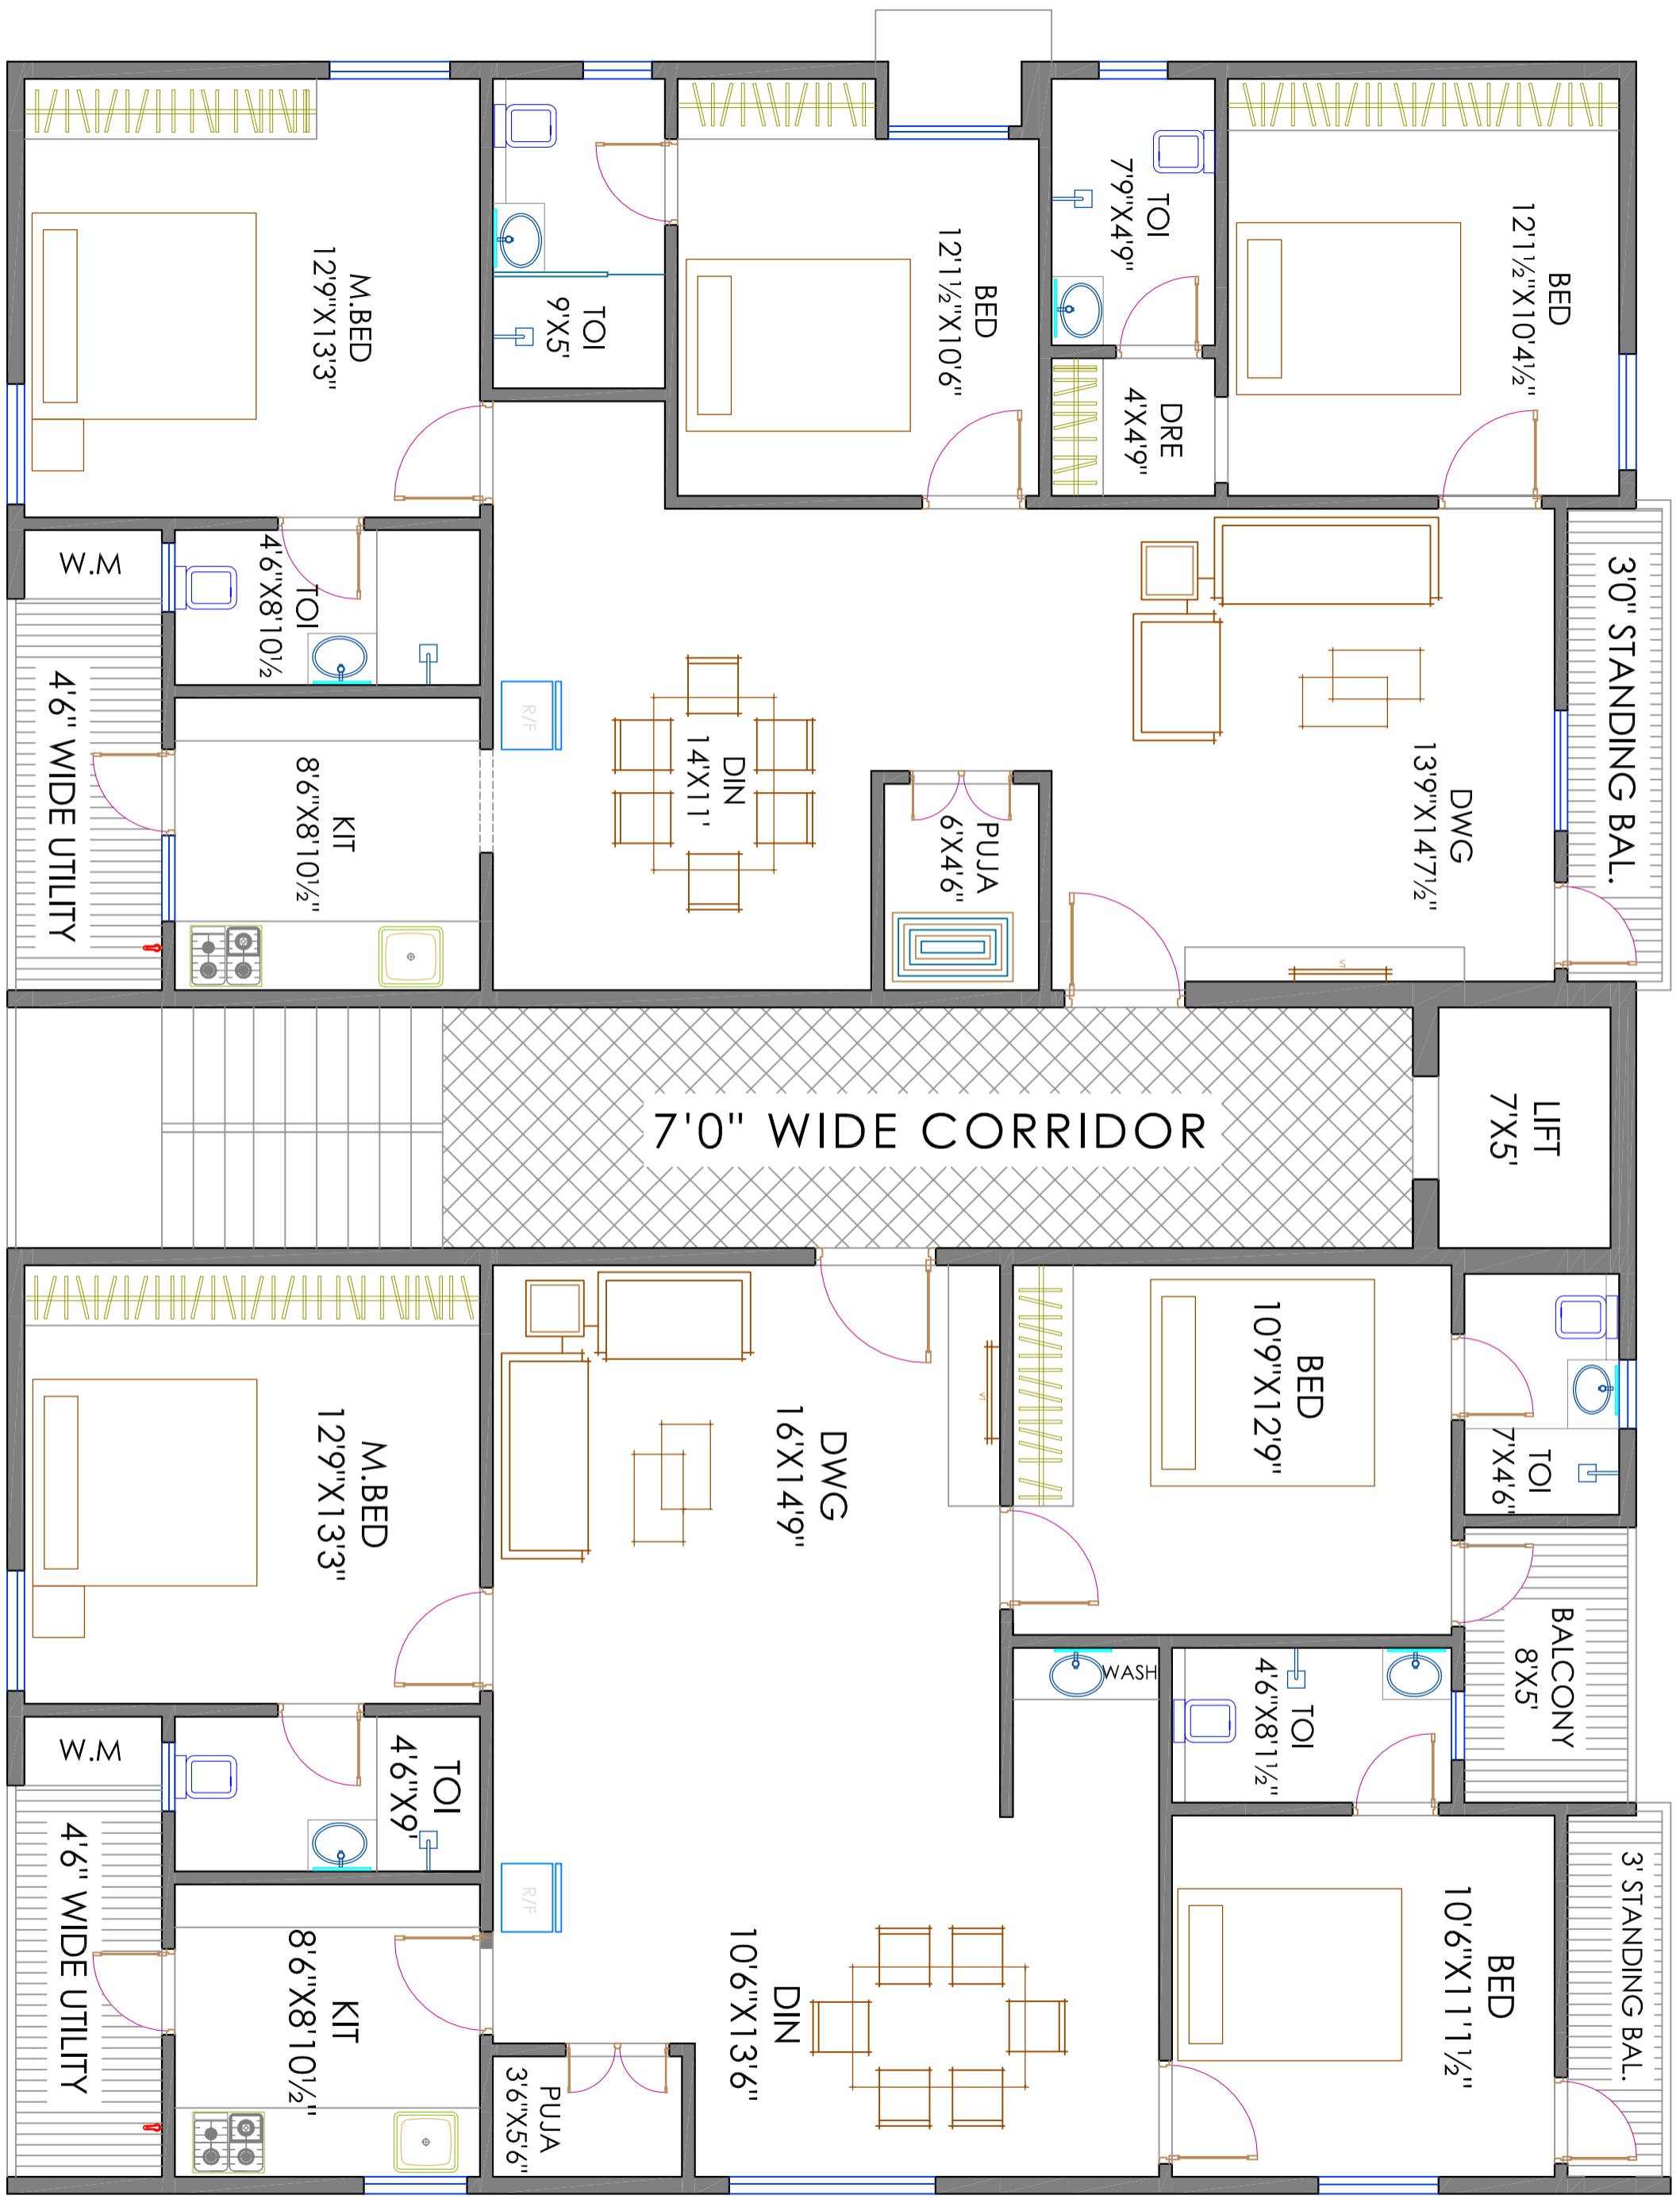 M.BED
12'9"X13'3"
TOI
9'X5'
BED
12'1½"X10'6"
TOI
7'9"X4'9"
DRE
4'X4'9"
BED
12'1½"X10'4½"
W.M
4'6" WIDE UTILITY
TOI
4'6"X8'10½
KIT
8'6"X8'10½"
R/F
DIN
14'X11'
PUJA
6'X4'6"
DWG
13'9"X14'7½"
3'0" STANDING BAL.
7'0" WIDE CORRIDOR
LIFT
7'X5'
M.BED
12'9"X13'3"
DWG
16'X14'9"
BED
10'9"X12'9"
TOI
7'X4'6"
BALCONY
8'X5'
WASH
TOI
4'6"X8'1½"
W.M
4'6" WIDE UTILITY
TOI
4'6"X9'
KIT
8'6"X8'10½"
R/F
PUJA
3'6"X5'6"
DIN
10'6"X13'6"
BED
10'6"X11'1½"
3' STANDING BAL.